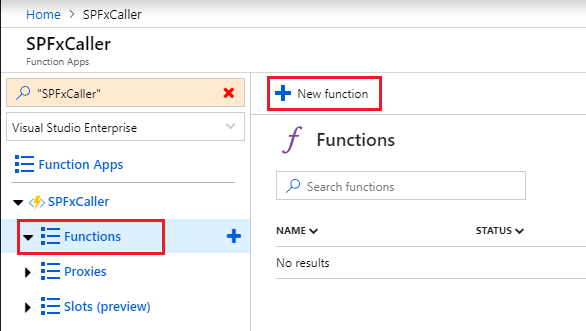 Home > SPFxCaller
SPFxCaller
Function Apps
"SPFxCaller"
Visual Studio Enterprise
Function Apps
SPFxCaller
Functions
Proxies
Slots (preview)
New function
Functions
Search functions
NAME STATUS
No results